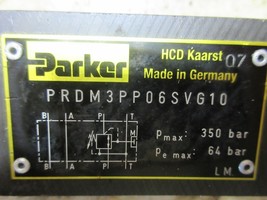 Parker
HCD Kaarst 07
Made in Germany
PRDM3PP06SVG10
B A P T
M
Pmax: 350 bar
Pe max: 64 bar
B A P T
LM